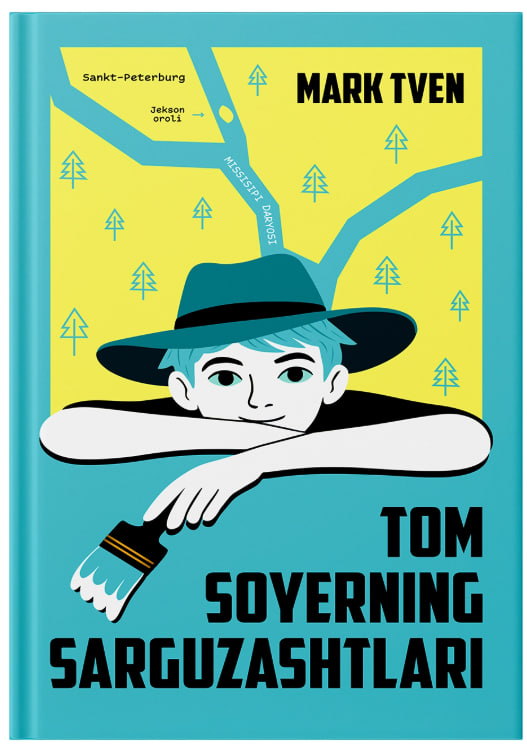 Sankt-Peterburg
MARK TVEN
Jekson
oroli
MISSISIPI DARYOSI
TOM
SOYERNING
SARGUZASHTLARI